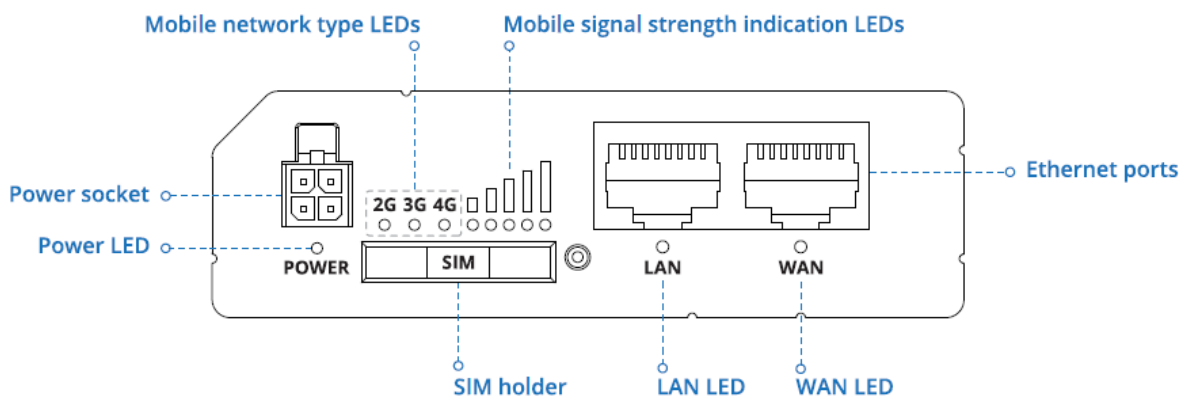 Mobile network type LEDs
Mobile signal strength indication LEDs
Power socket
2G 3G 4G
Ethernet ports
Power LED
POWER
SIM
LAN
WAN
SIM holder
LAN LED
WAN LED